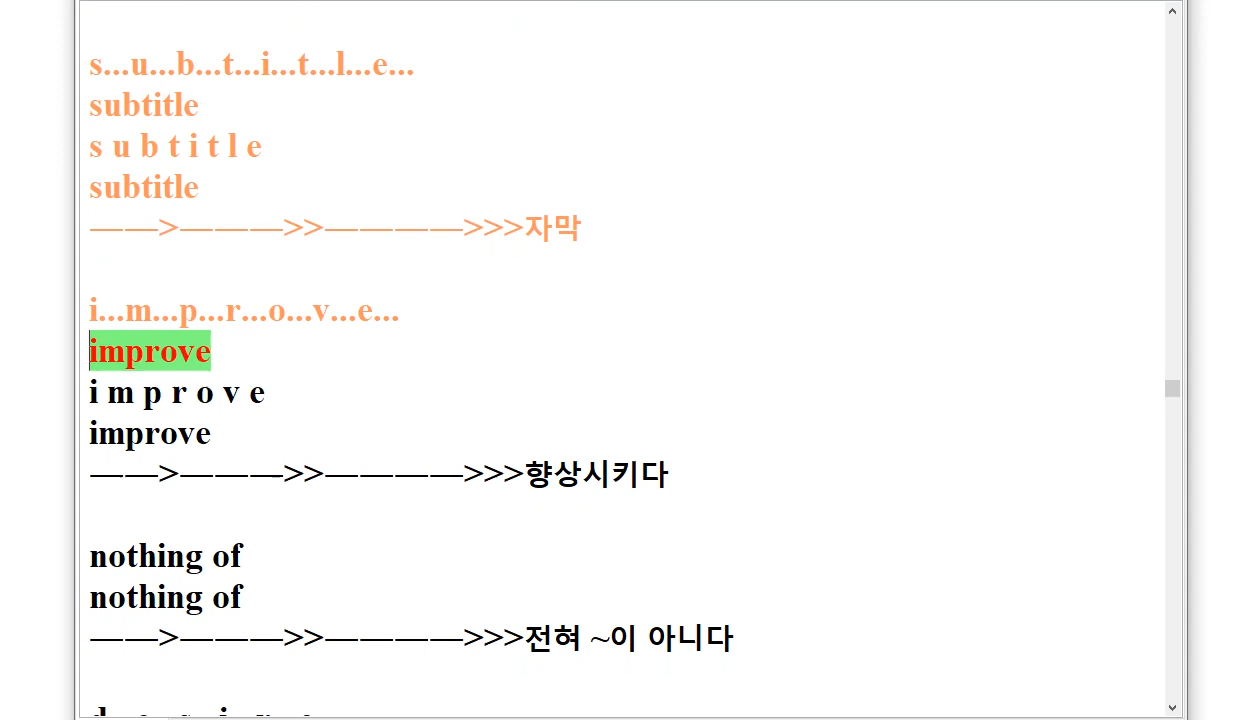 s...u...b...t...i...t...l...e...
subtitle
s u b t i t l e
subtitle
——>———>>————>>>자막
i...m...p...r...o...v...e...
improve
i m p r o v e
improve
——>———>>————>>>향상시키다
nothing of
nothing of
——>———>>————>>>전혀 ~이 아니다